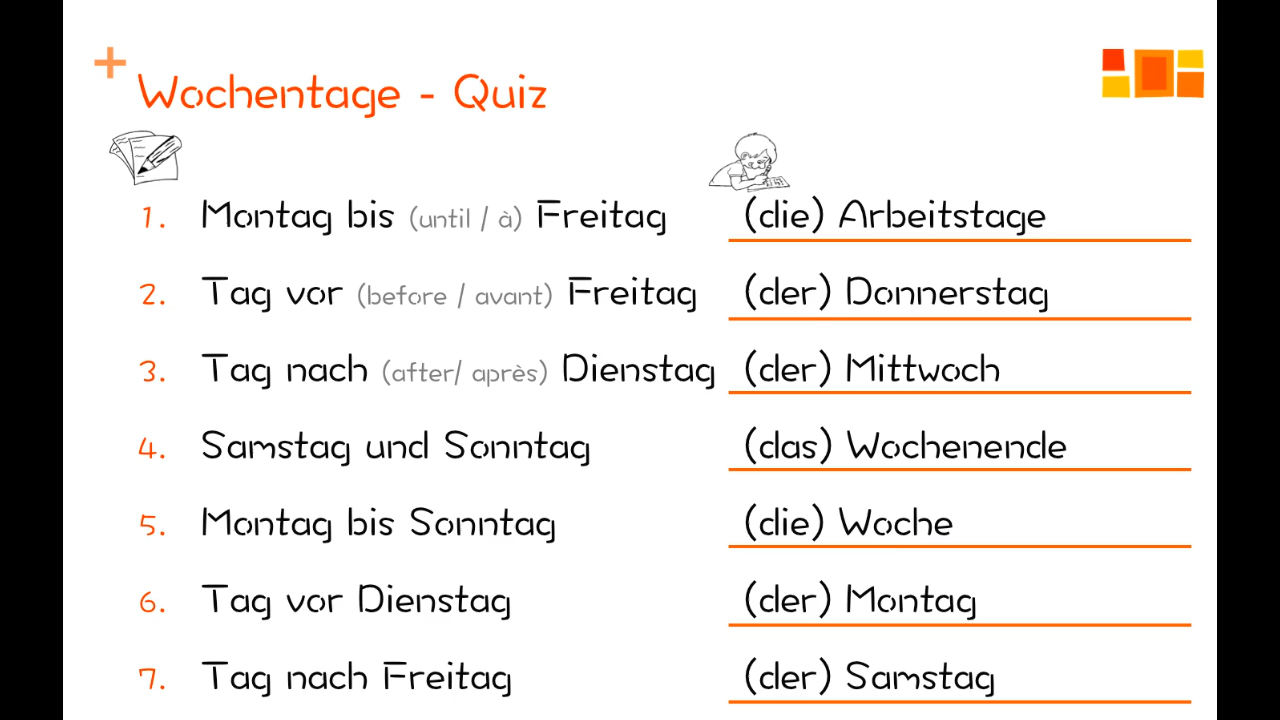 Wochentage - Quiz
1. Montag bis (until / à) Freitag (die) Arbeitstage
2. Tag vor (before / avant) Freitag (der) Donnerstag
3. Tag nach (after/ après) Dienstag (der) Mittwoch
4. Samstag und Sonntag (das) Wochenende
5. Montag bis Sonntag (die) Woche
6. Tag vor Dienstag (der) Montag
7. Tag nach Freitag (der) Samstag